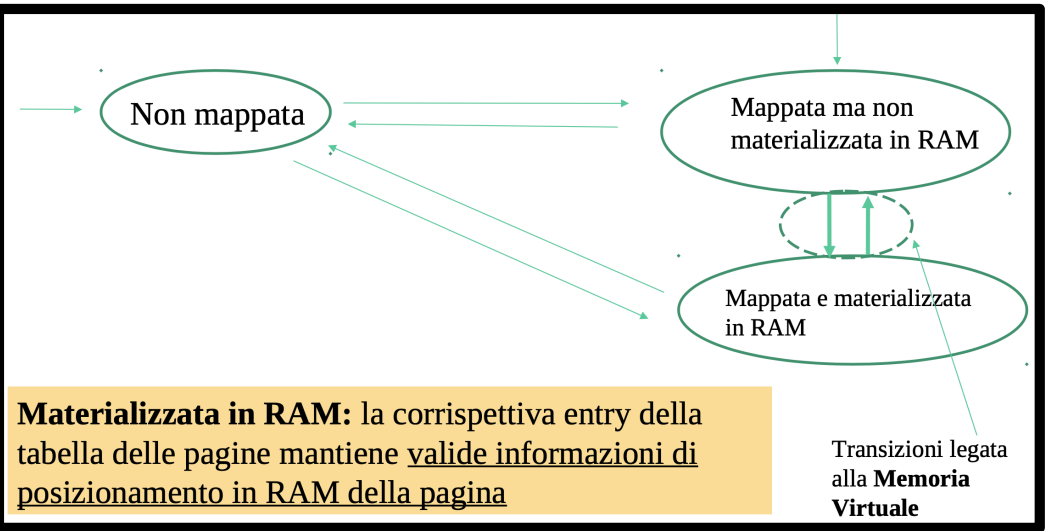 Non mappata
Mappata ma non
materializzata in RAM
Mappata e materializzata
in RAM
Materializzata in RAM: la corrispettiva entry della
tabella delle pagine mantiene valide informazioni di
posizionamento in RAM della pagina
Transizioni legata
alla Memoria
Virtuale